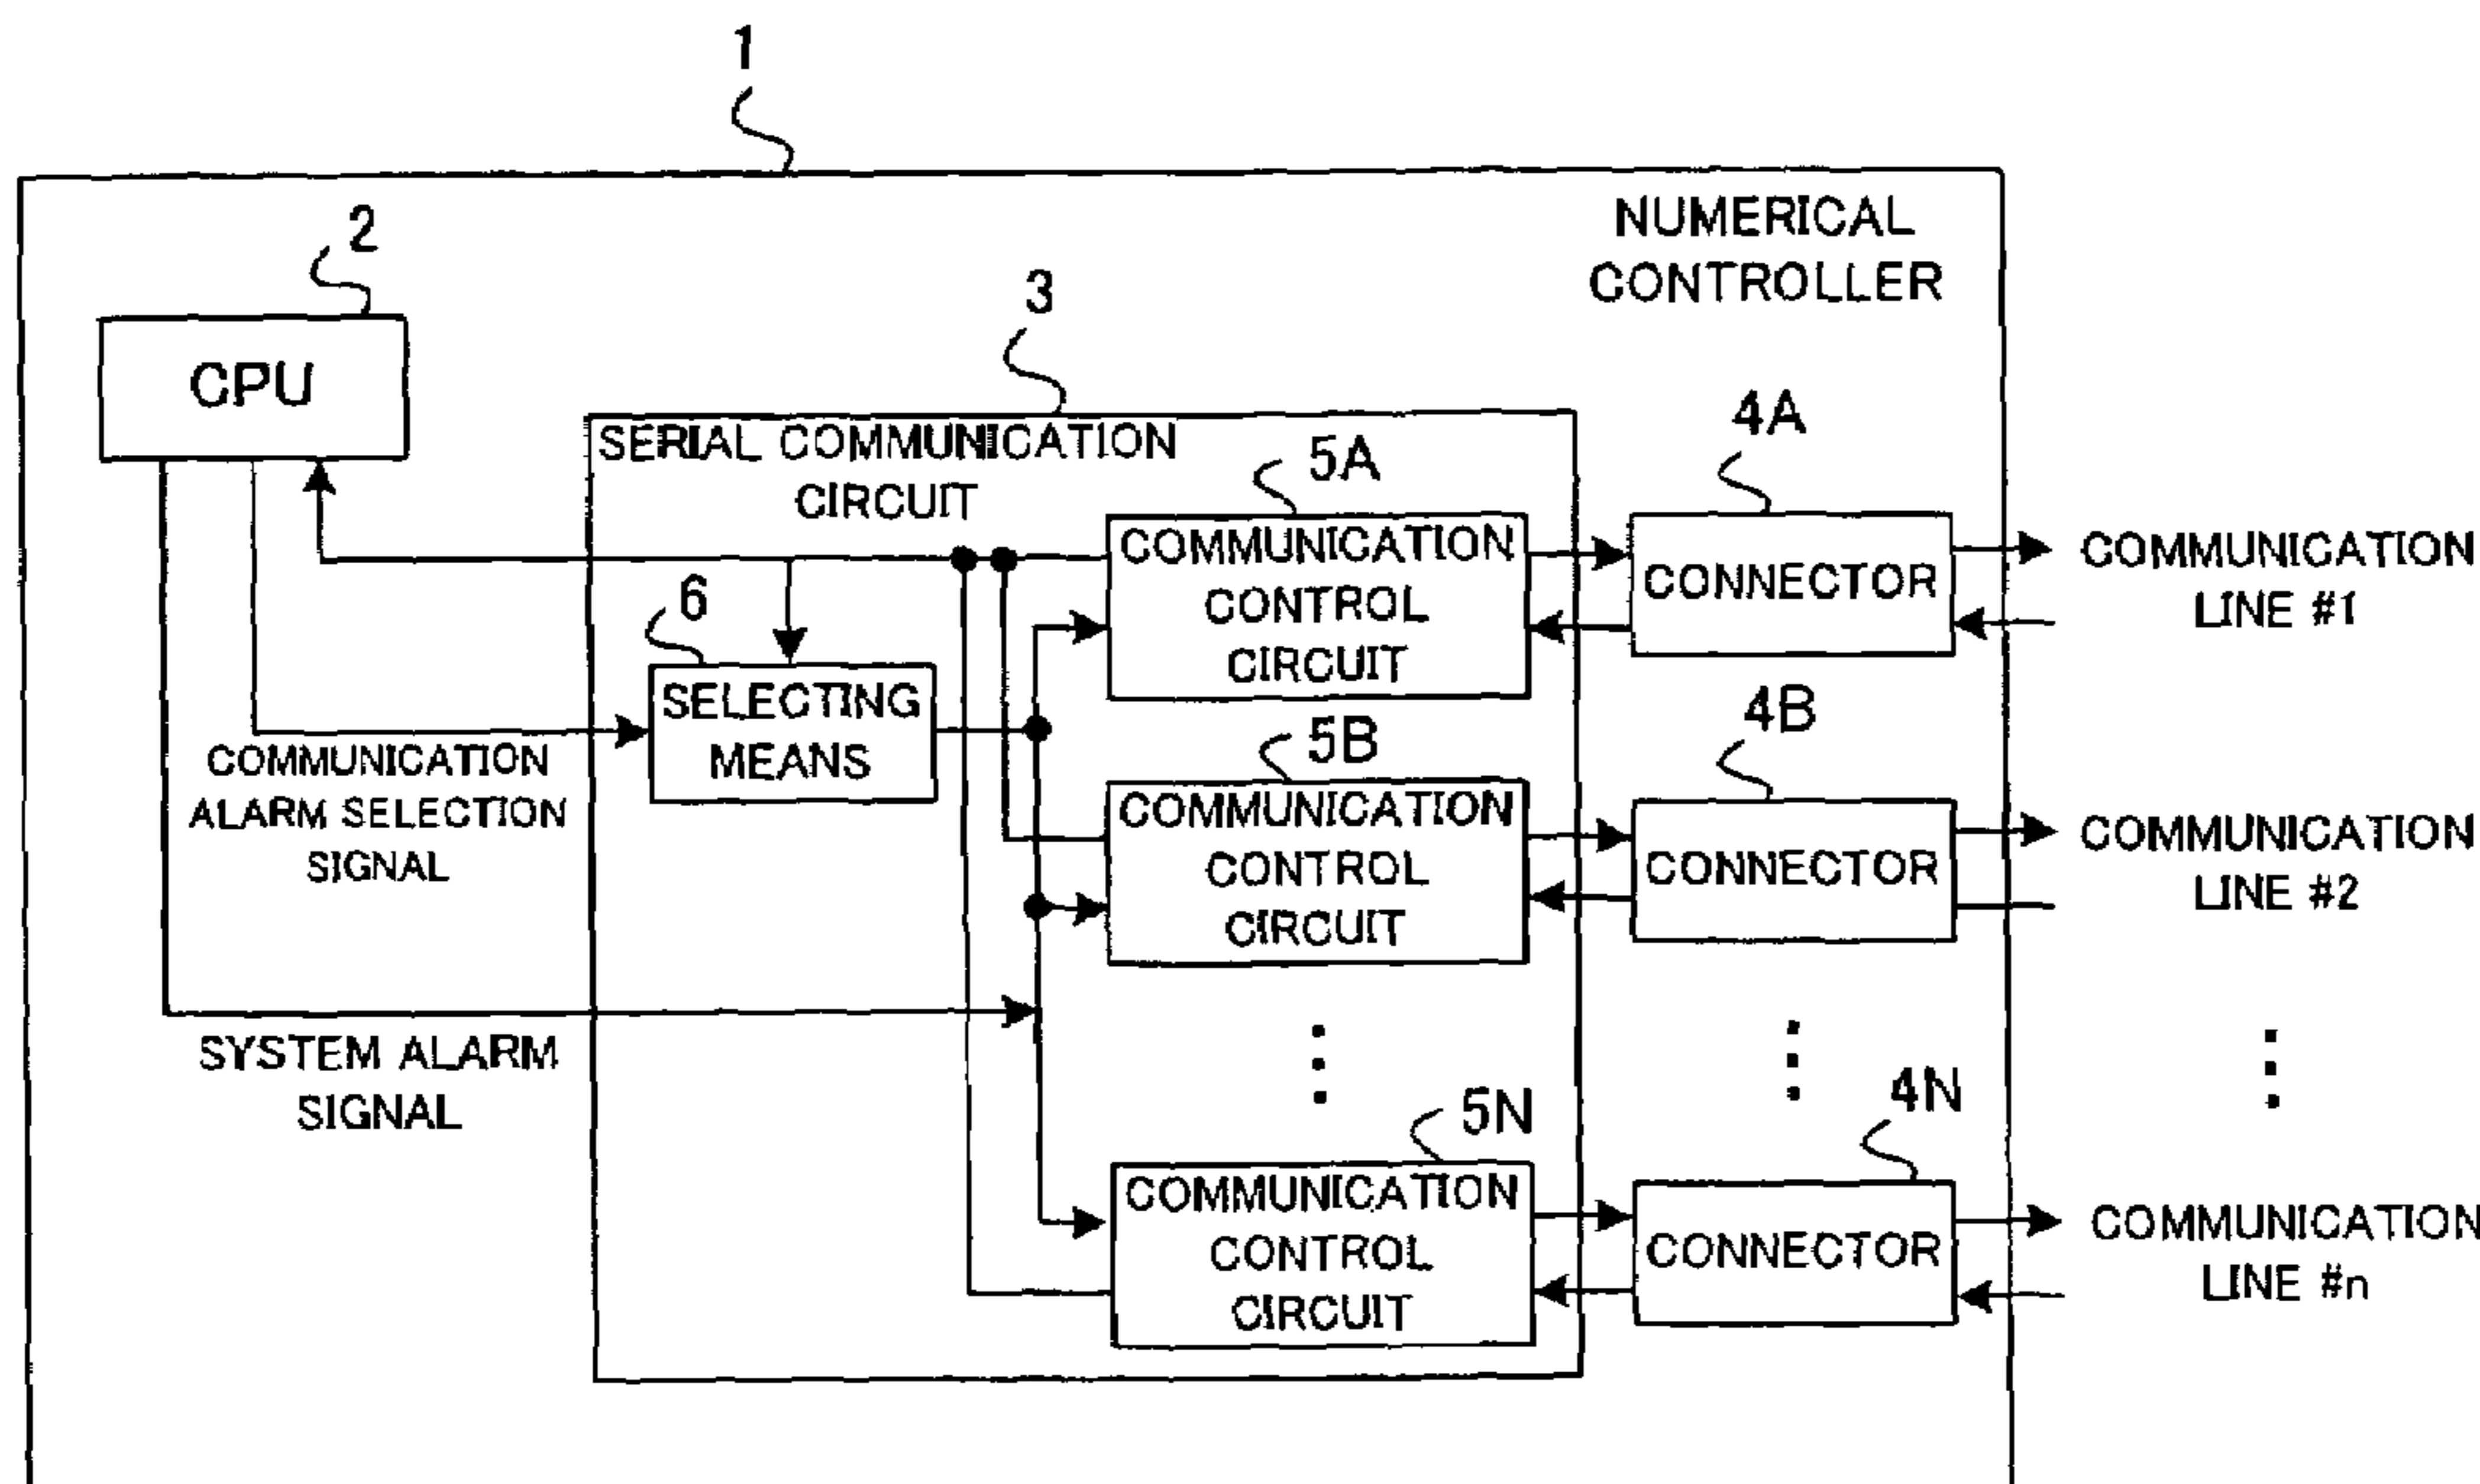 1
NUMERICAL
CONTROLLER
2
CPU
3
SERIAL COMMUNICATION
CIRCUIT
5A
COMMUNICATION
CONTROL
CIRCUIT
4A
CONNECTOR
COMMUNICATION
LINE #1
6
SELECTING
MEANS
COMMUNICATION
ALARM SELECTION
SIGNAL
5B
COMMUNICATION
CONTROL
CIRCUIT
4B
CONNECTOR
COMMUNICATION
LINE #2
SYSTEM ALARM
SIGNAL
5N
COMMUNICATION
CONTROL
CIRCUIT
4N
CONNECTOR
COMMUNICATION
LINE #n